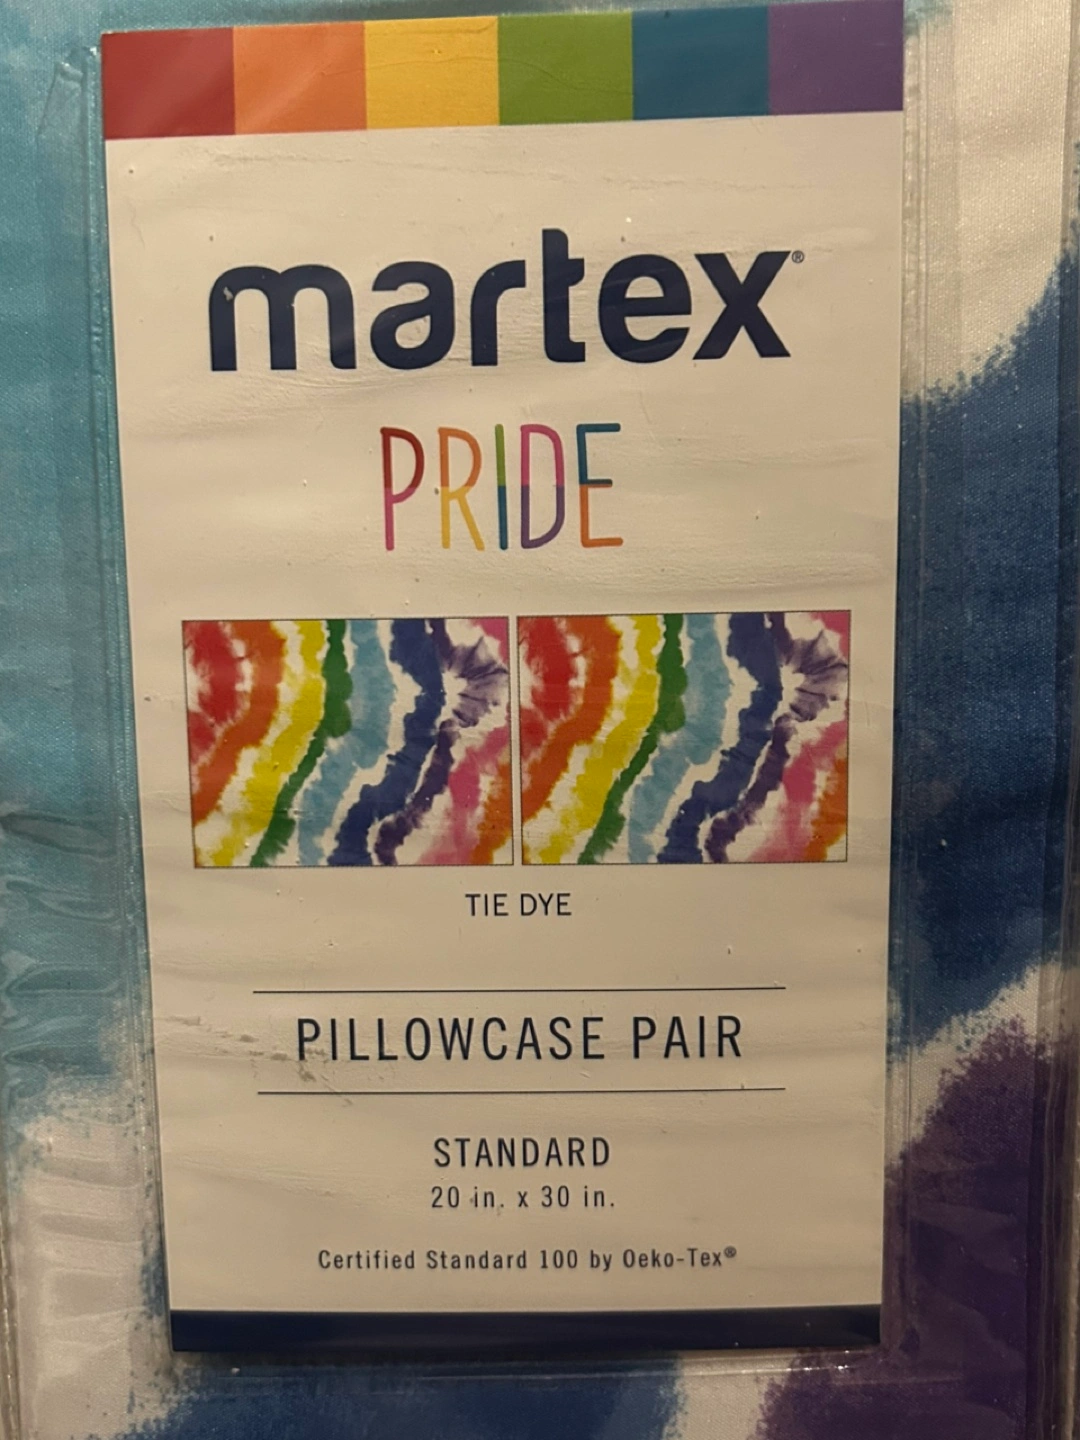 martex®
PRIDE
TIE DYE
PILLOWCASE PAIR
STANDARD
20 in. x 30 in.
Certified Standard 100 by Oeko-Tex®